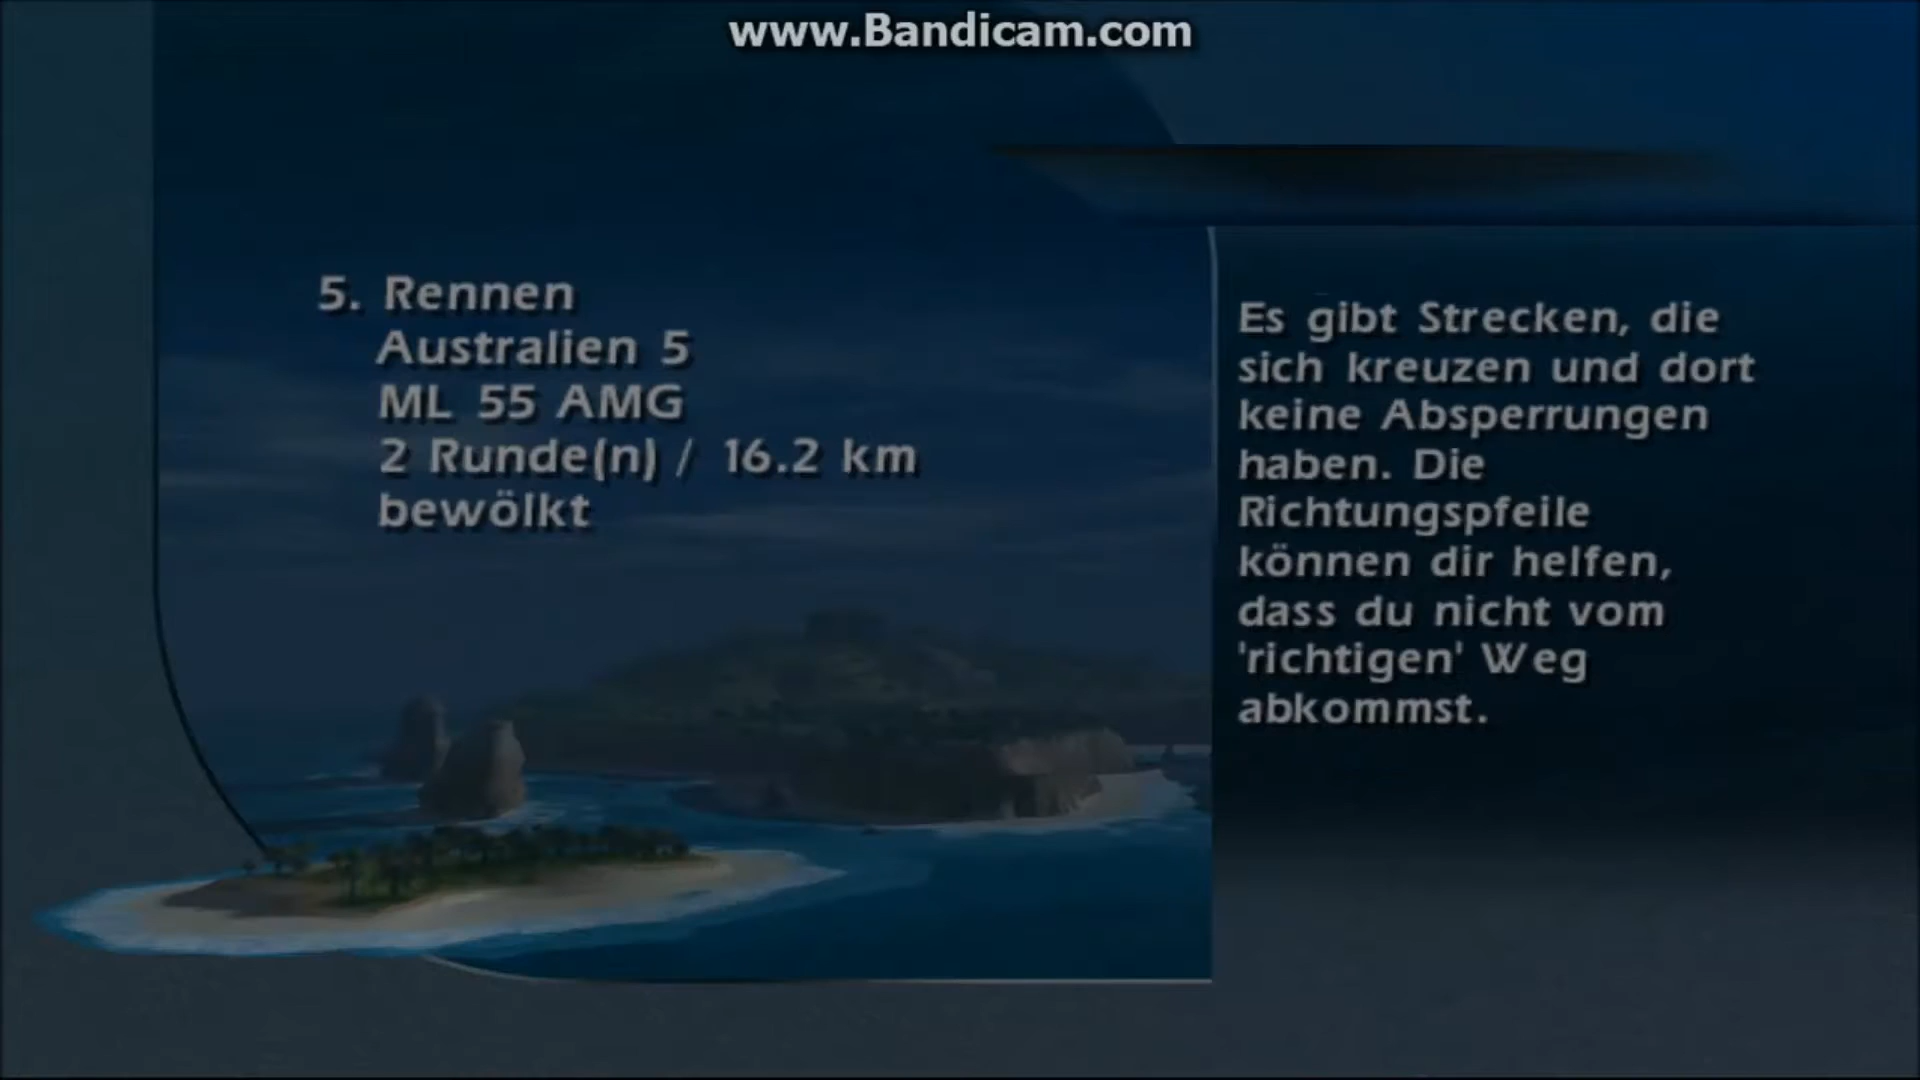 www.Bandicam.com
5. Rennen
Australien 5
ML 55 AMG
2 Runde(n) / 16.2 km
bewölkt
Es gibt Strecken, die
sich kreuzen und dort
keine Absperrungen
haben. Die
Richtungspfeile
können dir helfen,
dass du nicht vom
'richtigen' Weg
abkommst.